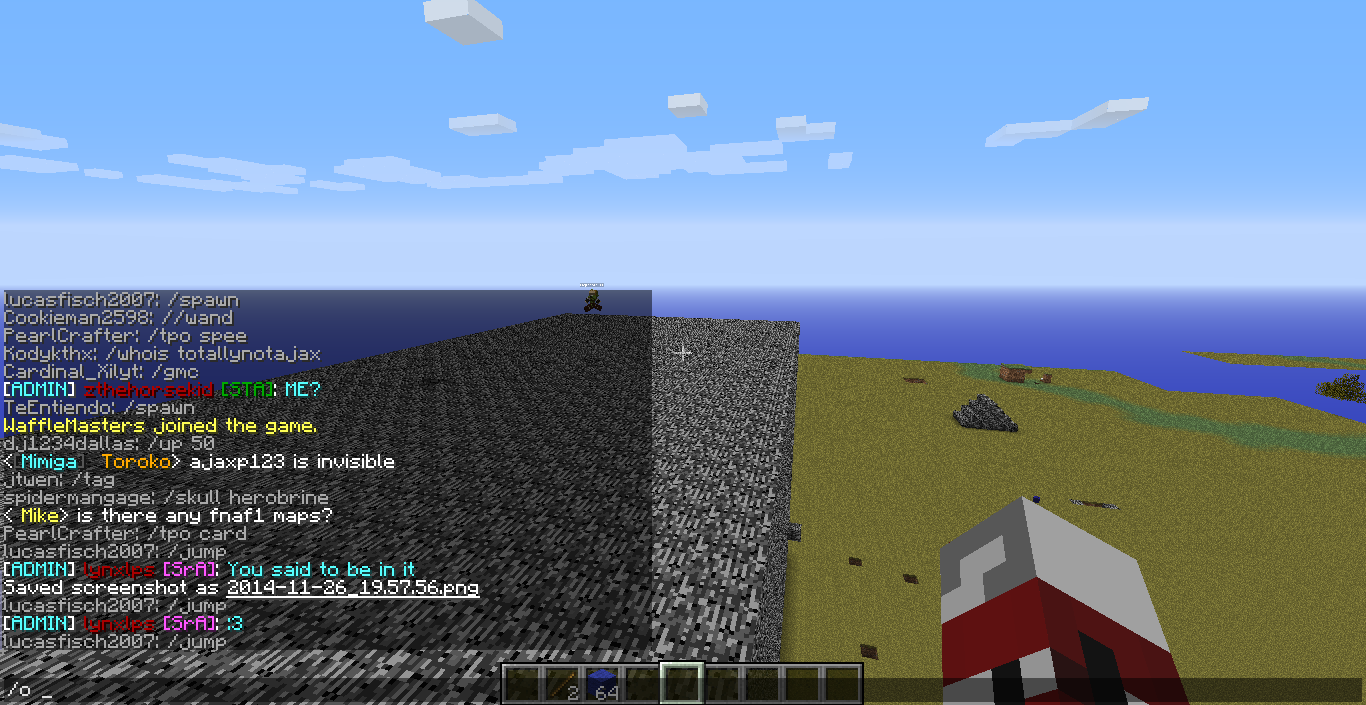 lucasfisch2007: /spawn
Cookieman2598: //wand
PearlCrafter: /tpo spee
Kodykthx: /whois totallynotajax
Cardinal_Xilyt: /gmc
[ADMIN] zthehorsekid [STA]: ME?
TeEntiendo: /spawn
WaffleMasters joined the game.
dj1234dallas: /up 50
< Mimiga Toroko> ajaxp123 is invisible
jtwen: /tag
spidermangage: /skull herobrine
< Mike> is there any fnaf1 maps?
PearlCrafter: /tpo card
lucasfisch2007: /jump
[ADMIN] lynxlps [SrA]: You said to be in it
Saved screenshot as 2014-11-26_19.57.56.png
lucasfisch2007: /jump
[ADMIN] lynxlps [SrA]: :3
lucasfisch2007: /jump
/o _
2 64